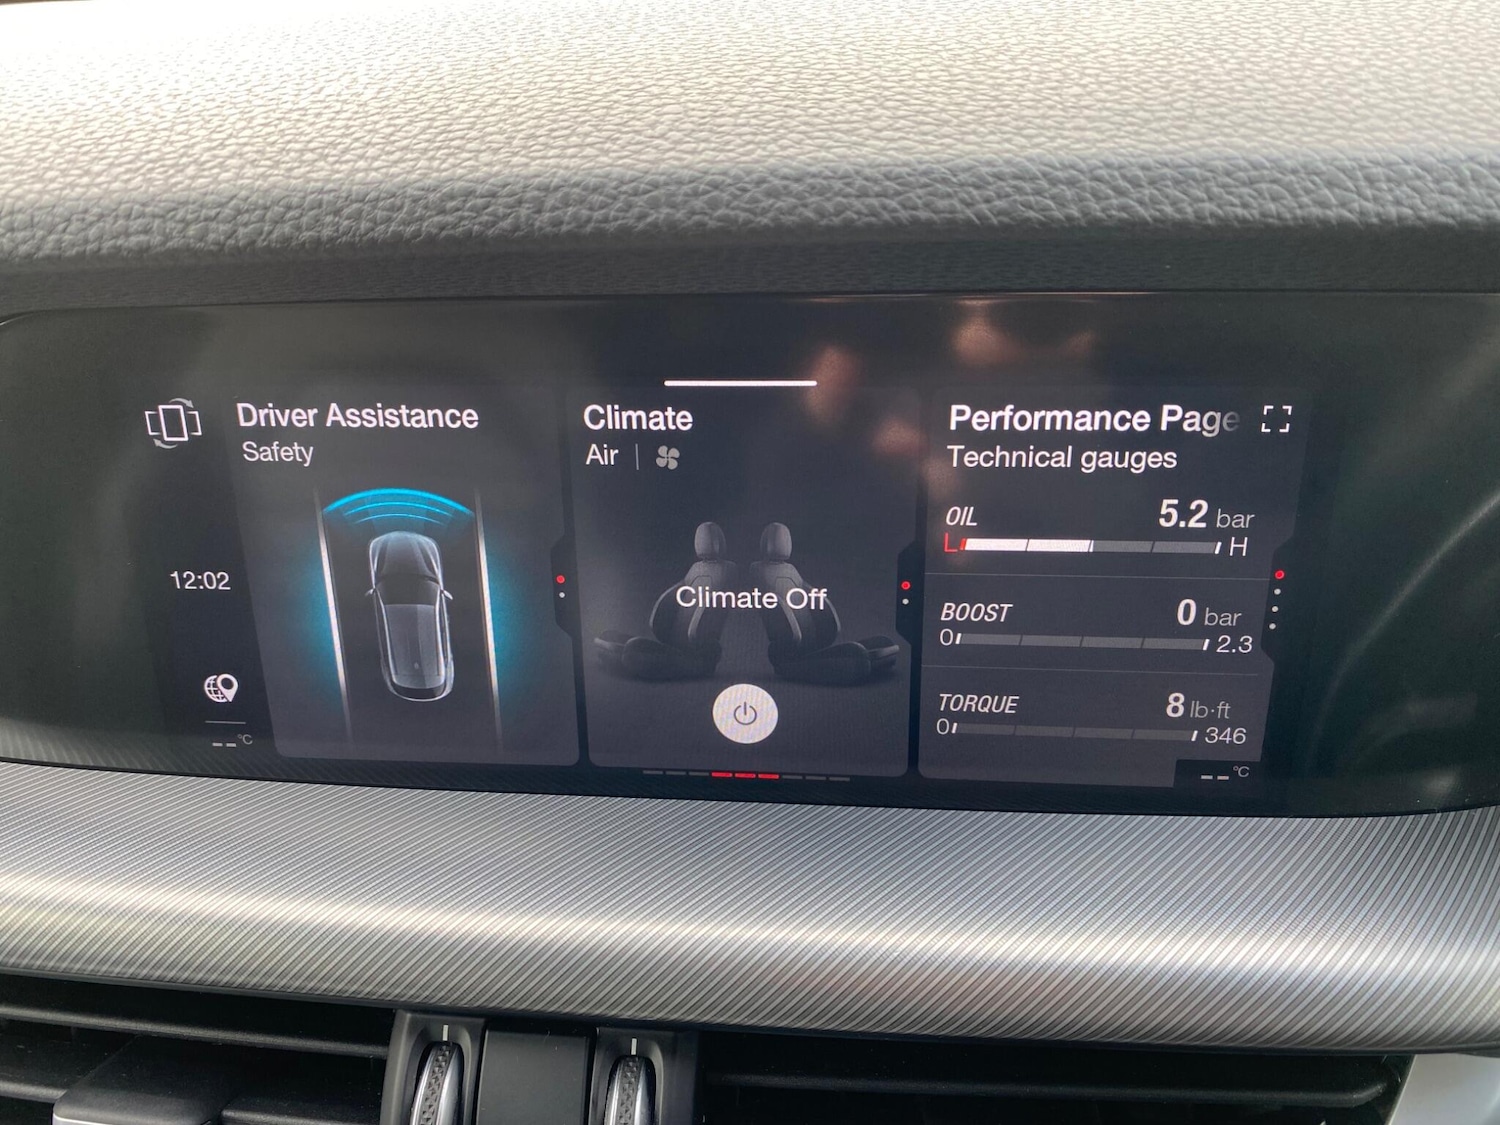 Driver Assistance
Safety
12:02
--°C
Climate
Air
Climate Off
Performance Page
Technical gauges
OIL 5.2 bar
L H
BOOST 0 bar
0 2.3
TORQUE 8 lb·ft
0 346
--°C